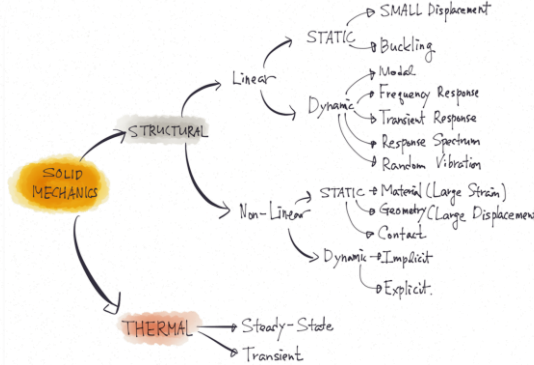 SOLID
MECHANICS
STRUCTURAL
Linear
STATIC
SMALL Displacement
Buckling
Dynamic
Modal
Frequency Response
Transient Response
Response Spectrum
Random Vibration
Non-Linear
STATIC
Material (Large Strain)
Geometry (Large Displacement
Contact
Dynamic
Implicit
Explicit.
THERMAL
Steady-State
Transient